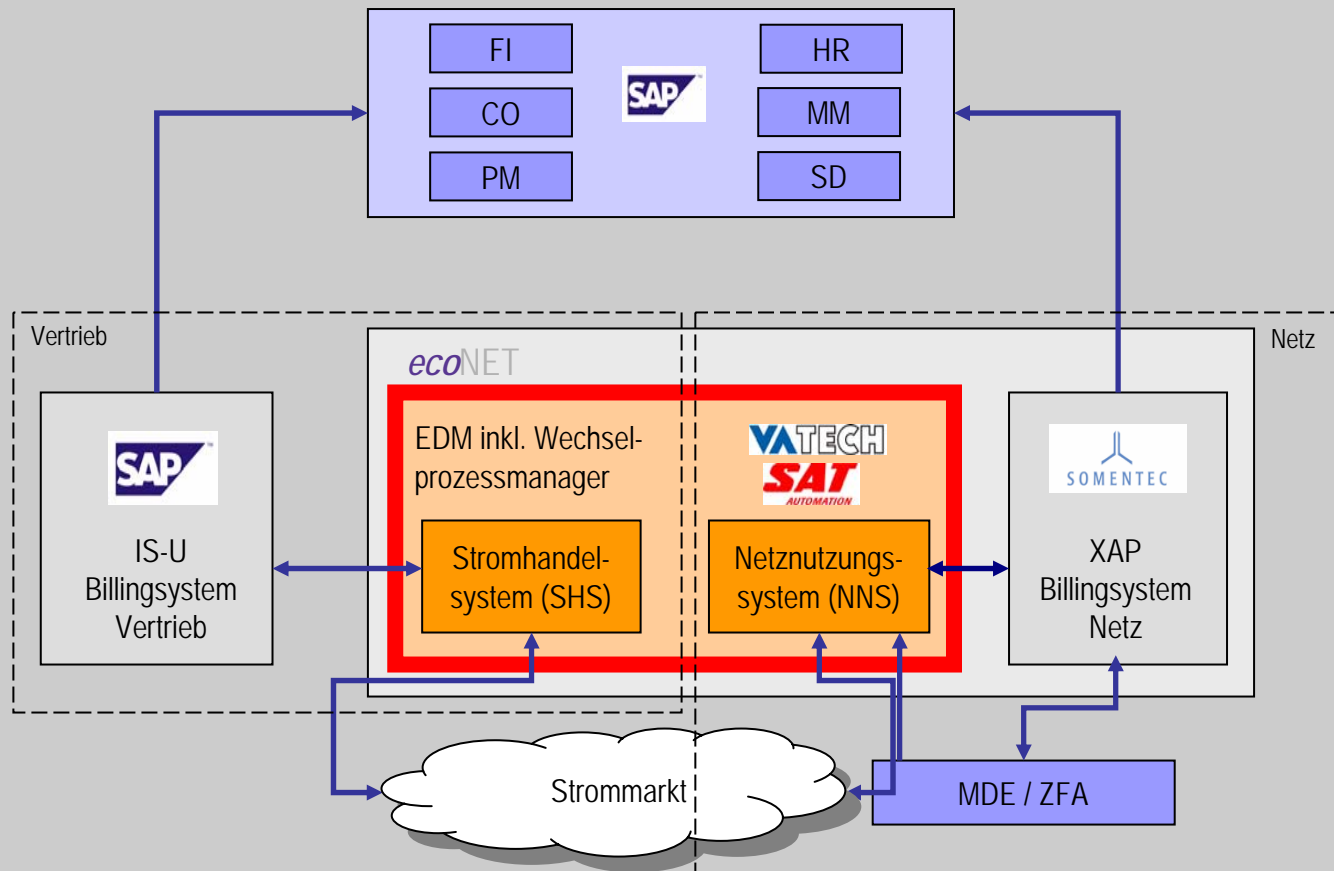 FI
HR
SAP
CO
MM
PM
SD
Vertrieb
Netz
ecoNET
EDM inkl. Wechsel-
prozessmanager
VATECH
SAT
AUTOMATION
SAP
SOMENTEC
IS-U
Billingsystem
Vertrieb
Stromhandel-
system (SHS)
Netznutzungs-
system (NNS)
XAP
Billingsystem
Netz
Strommarkt
MDE / ZFA